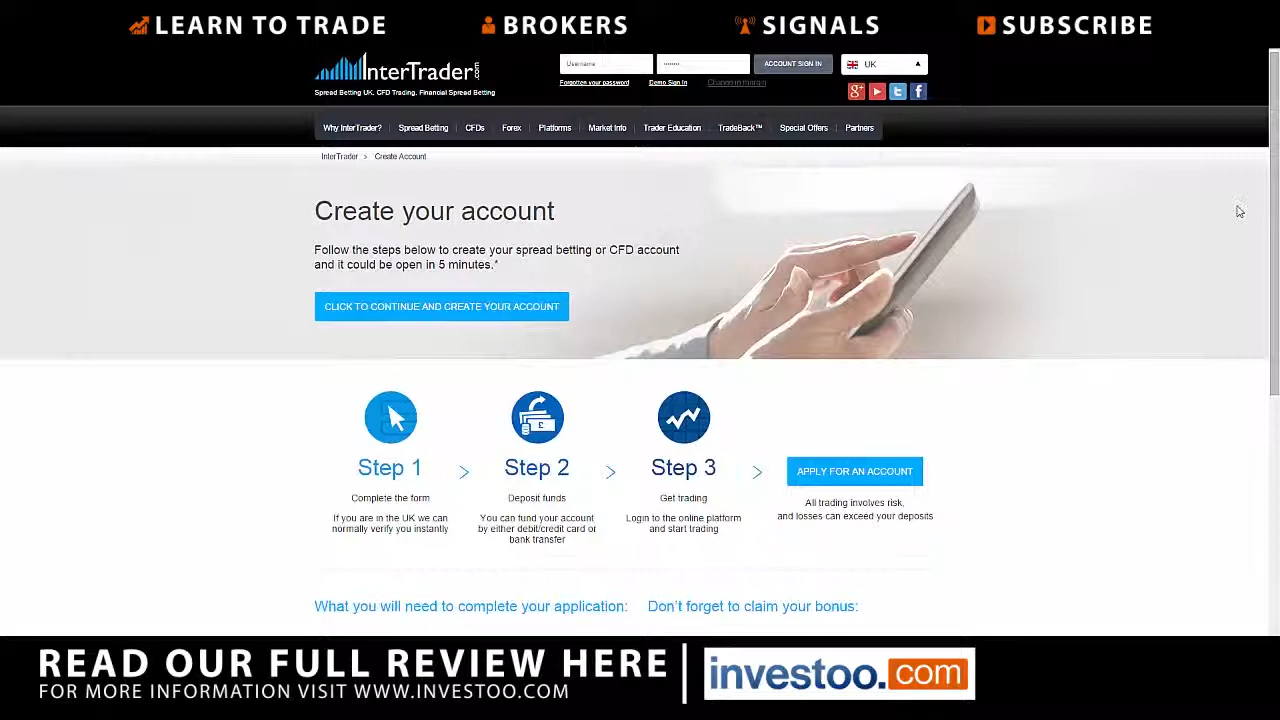 LEARN TO TRADE
BROKERS
SIGNALS
SUBSCRIBE
InterTrader.com
Spread Betting UK, CFD Trading, Financial Spread Betting
Username
ACCOUNT SIGN IN
UK
Forgotten your password
Demo Sign In
Change in margin
Why InterTrader?
Spread Betting
CFDs
Forex
Platforms
Market Info
Trader Education
TradeBack™
Special Offers
Partners
InterTrader > Create Account
Create your account
Follow the steps below to create your spread betting or CFD account
and it could be open in 5 minutes.*
CLICK TO CONTINUE AND CREATE YOUR ACCOUNT
Step 1
Complete the form
If you are in the UK we can
normally verify you instantly
Step 2
Deposit funds
You can fund your account
by either debit/credit card or
bank transfer
Step 3
Get trading
Login to the online platform
and start trading
APPLY FOR AN ACCOUNT
All trading involves risk,
and losses can exceed your deposits
What you will need to complete your application:
Don't forget to claim your bonus:
READ OUR FULL REVIEW HERE
FOR MORE INFORMATION VISIT WWW.INVESTOO.COM
investoo.com